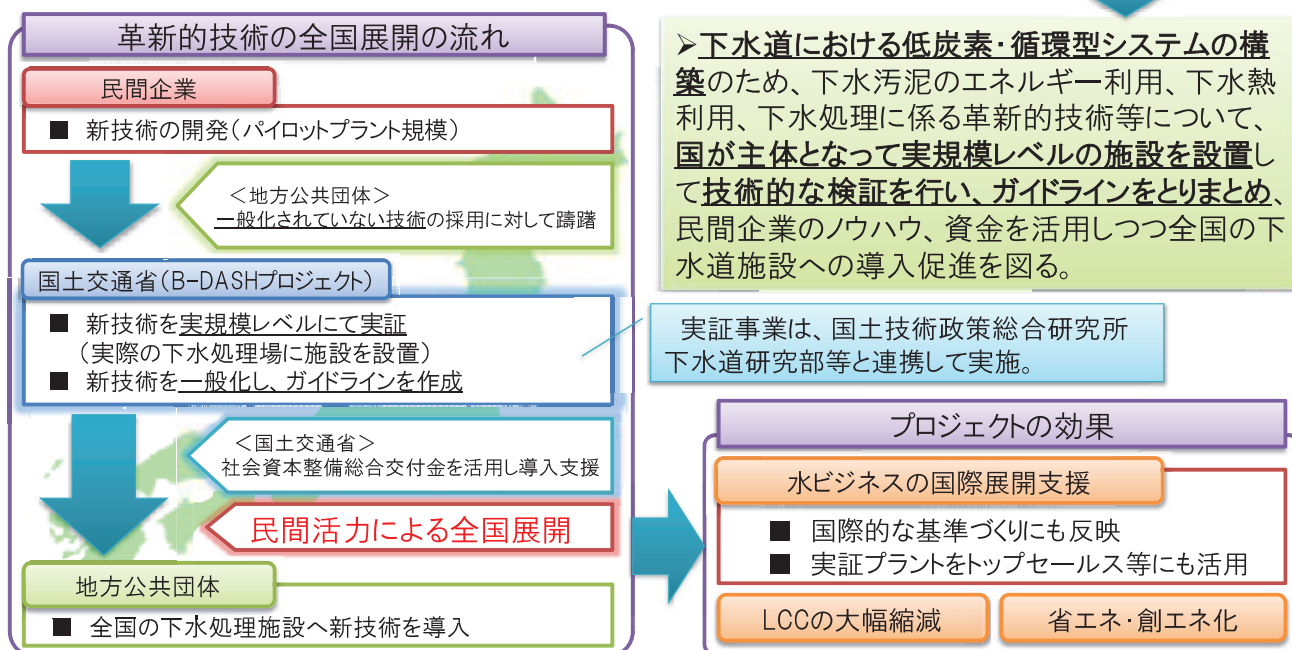 革新的技術の全国展開の流れ
民間企業
■ 新技術の開発(パイロットプラント規模)
<地方公共団体>
一般化されていない技術の採用に対して躊躇
国土交通省(B-DASHプロジェクト)
■ 新技術を実規模レベルにて実証
(実際の下水処理場に施設を設置)
■ 新技術を一般化し、ガイドラインを作成
<国土交通省>
社会資本整備総合交付金を活用し導入支援
民間活力による全国展開
地方公共団体
■ 全国の下水処理施設へ新技術を導入
➢下水道における低炭素・循環型システムの構
築のため、下水汚泥のエネルギー利用、下水熱
利用、下水処理に係る革新的技術等について、
国が主体となって実規模レベルの施設を設置し
て技術的な検証を行い、ガイドラインをとりまとめ、
民間企業のノウハウ、資金を活用しつつ全国の下
水道施設への導入促進を図る。
実証事業は、国土技術政策総合研究所
下水道研究部等と連携して実施。
プロジェクトの効果
水ビジネスの国際展開支援
■ 国際的な基準づくりにも反映
■ 実証プラントをトップセールス等にも活用
LCCの大幅縮減
省エネ・創エネ化